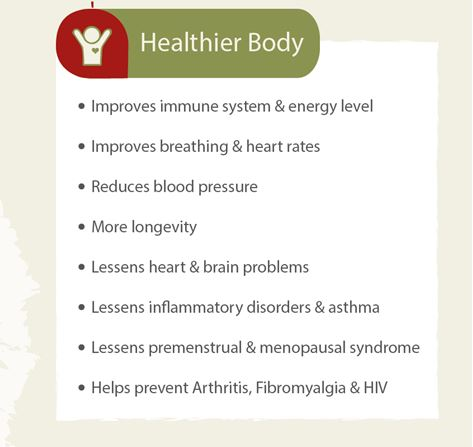 Healthier Body
• Improves immune system & energy level
• Improves breathing & heart rates
• Reduces blood pressure
• More longevity
• Lessens heart & brain problems
• Lessens inflammatory disorders & asthma
• Lessens premenstrual & menopausal syndrome
• Helps prevent Arthritis, Fibromyalgia & HIV